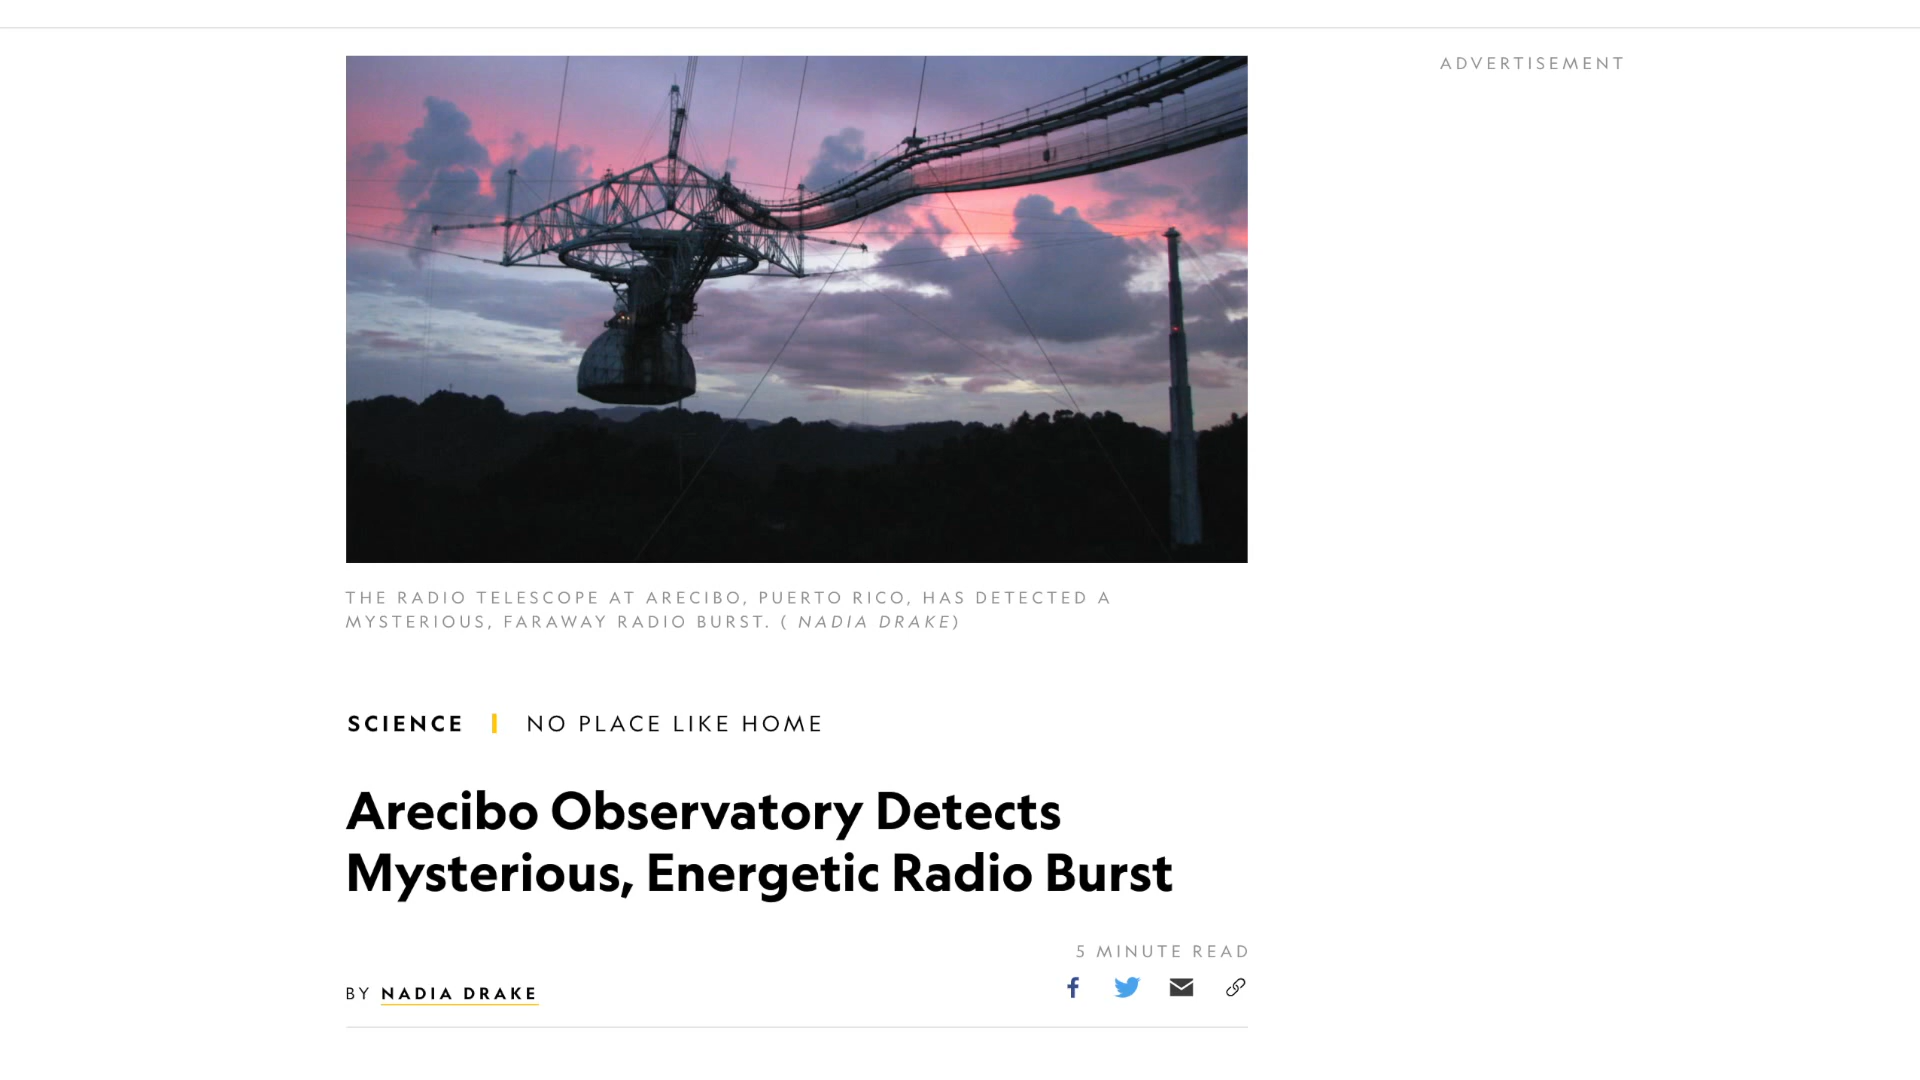 ADVERTISEMENT
THE RADIO TELESCOPE AT ARECIBO, PUERTO RICO, HAS DETECTED A
MYSTERIOUS, FARAWAY RADIO BURST. ( NADIA DRAKE)
SCIENCE | NO PLACE LIKE HOME
Arecibo Observatory Detects
Mysterious, Energetic Radio Burst
5 MINUTE READ
BY NADIA DRAKE